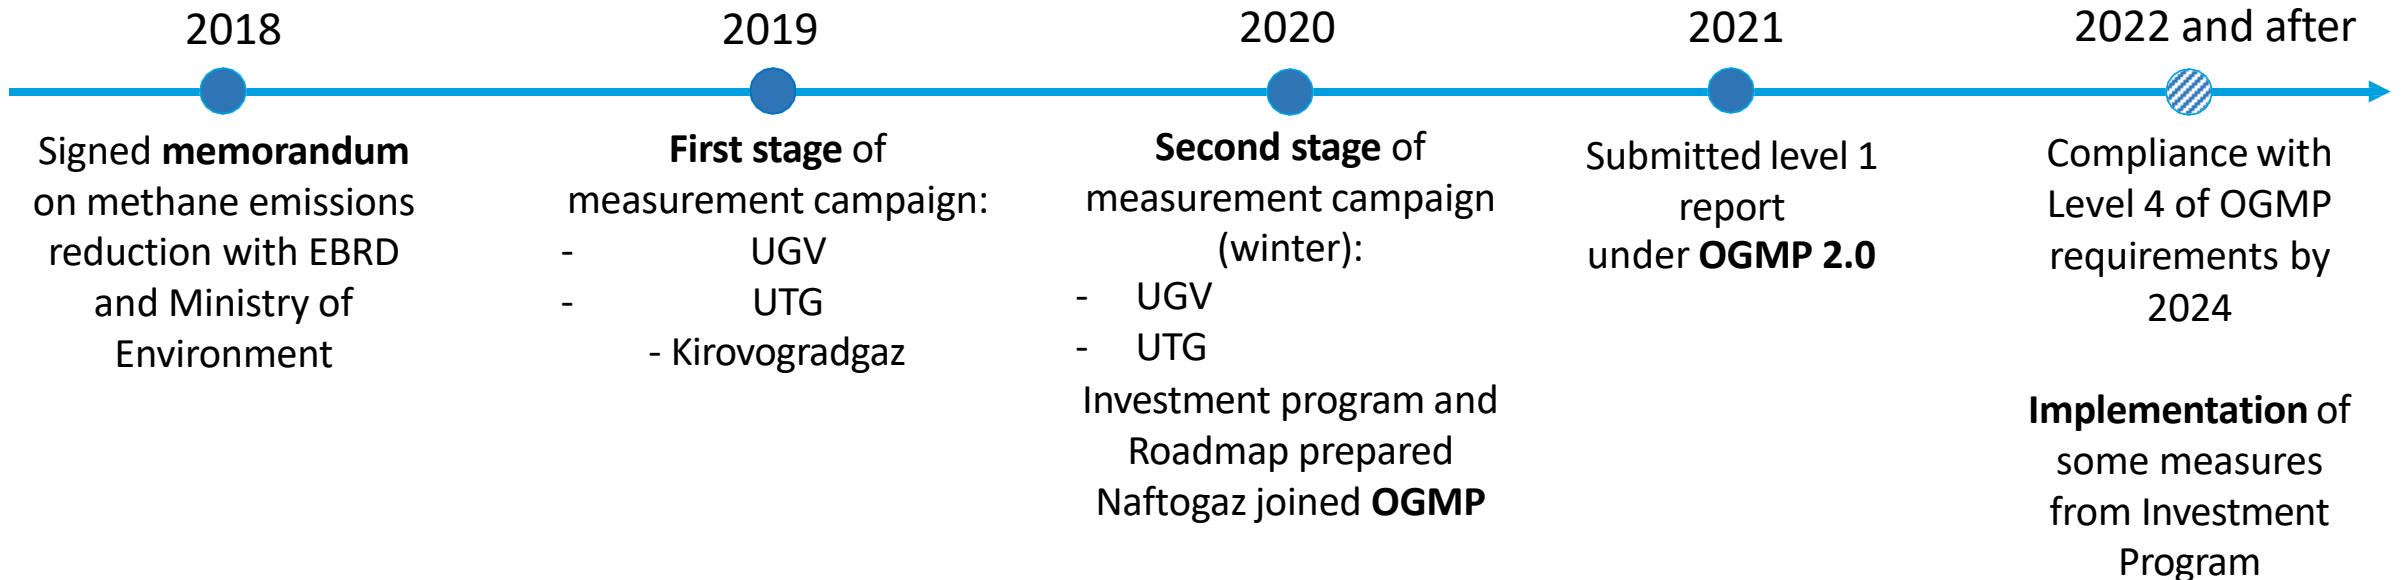 2018
Signed memorandum
on methane emissions
reduction with EBRD
and Ministry of
Environment
2019
First stage of
measurement campaign:
- UGV
- UTG
- Kirovogradgaz
2020
Second stage of
measurement campaign
(winter):
- UGV
- UTG
Investment program and
Roadmap prepared
Naftogaz joined OGMP
2021
Submitted level 1
report
under OGMP 2.0
2022 and after
Compliance with
Level 4 of OGMP
requirements by
2024
Implementation of
some measures
from Investment
Program